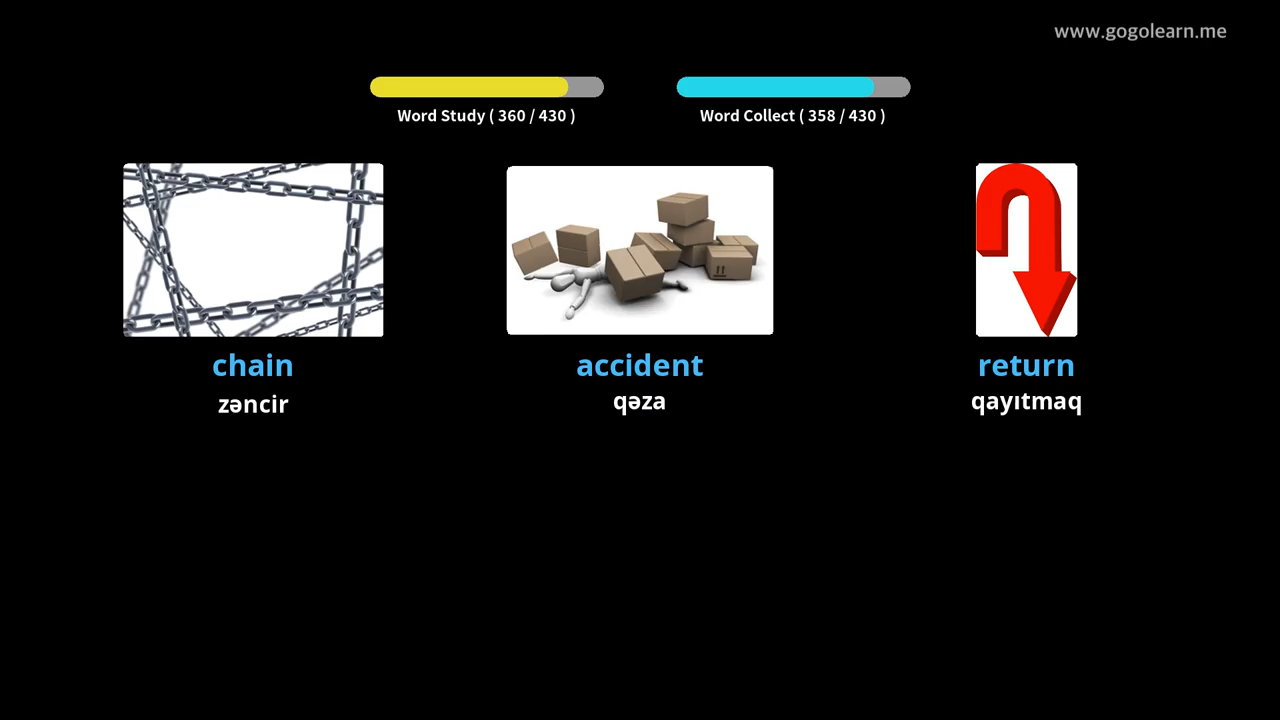 www.gogolearn.me
Word Study ( 360 / 430 )
Word Collect ( 358 / 430 )
chain
accident
return
zəncir
qəza
qayıtmaq